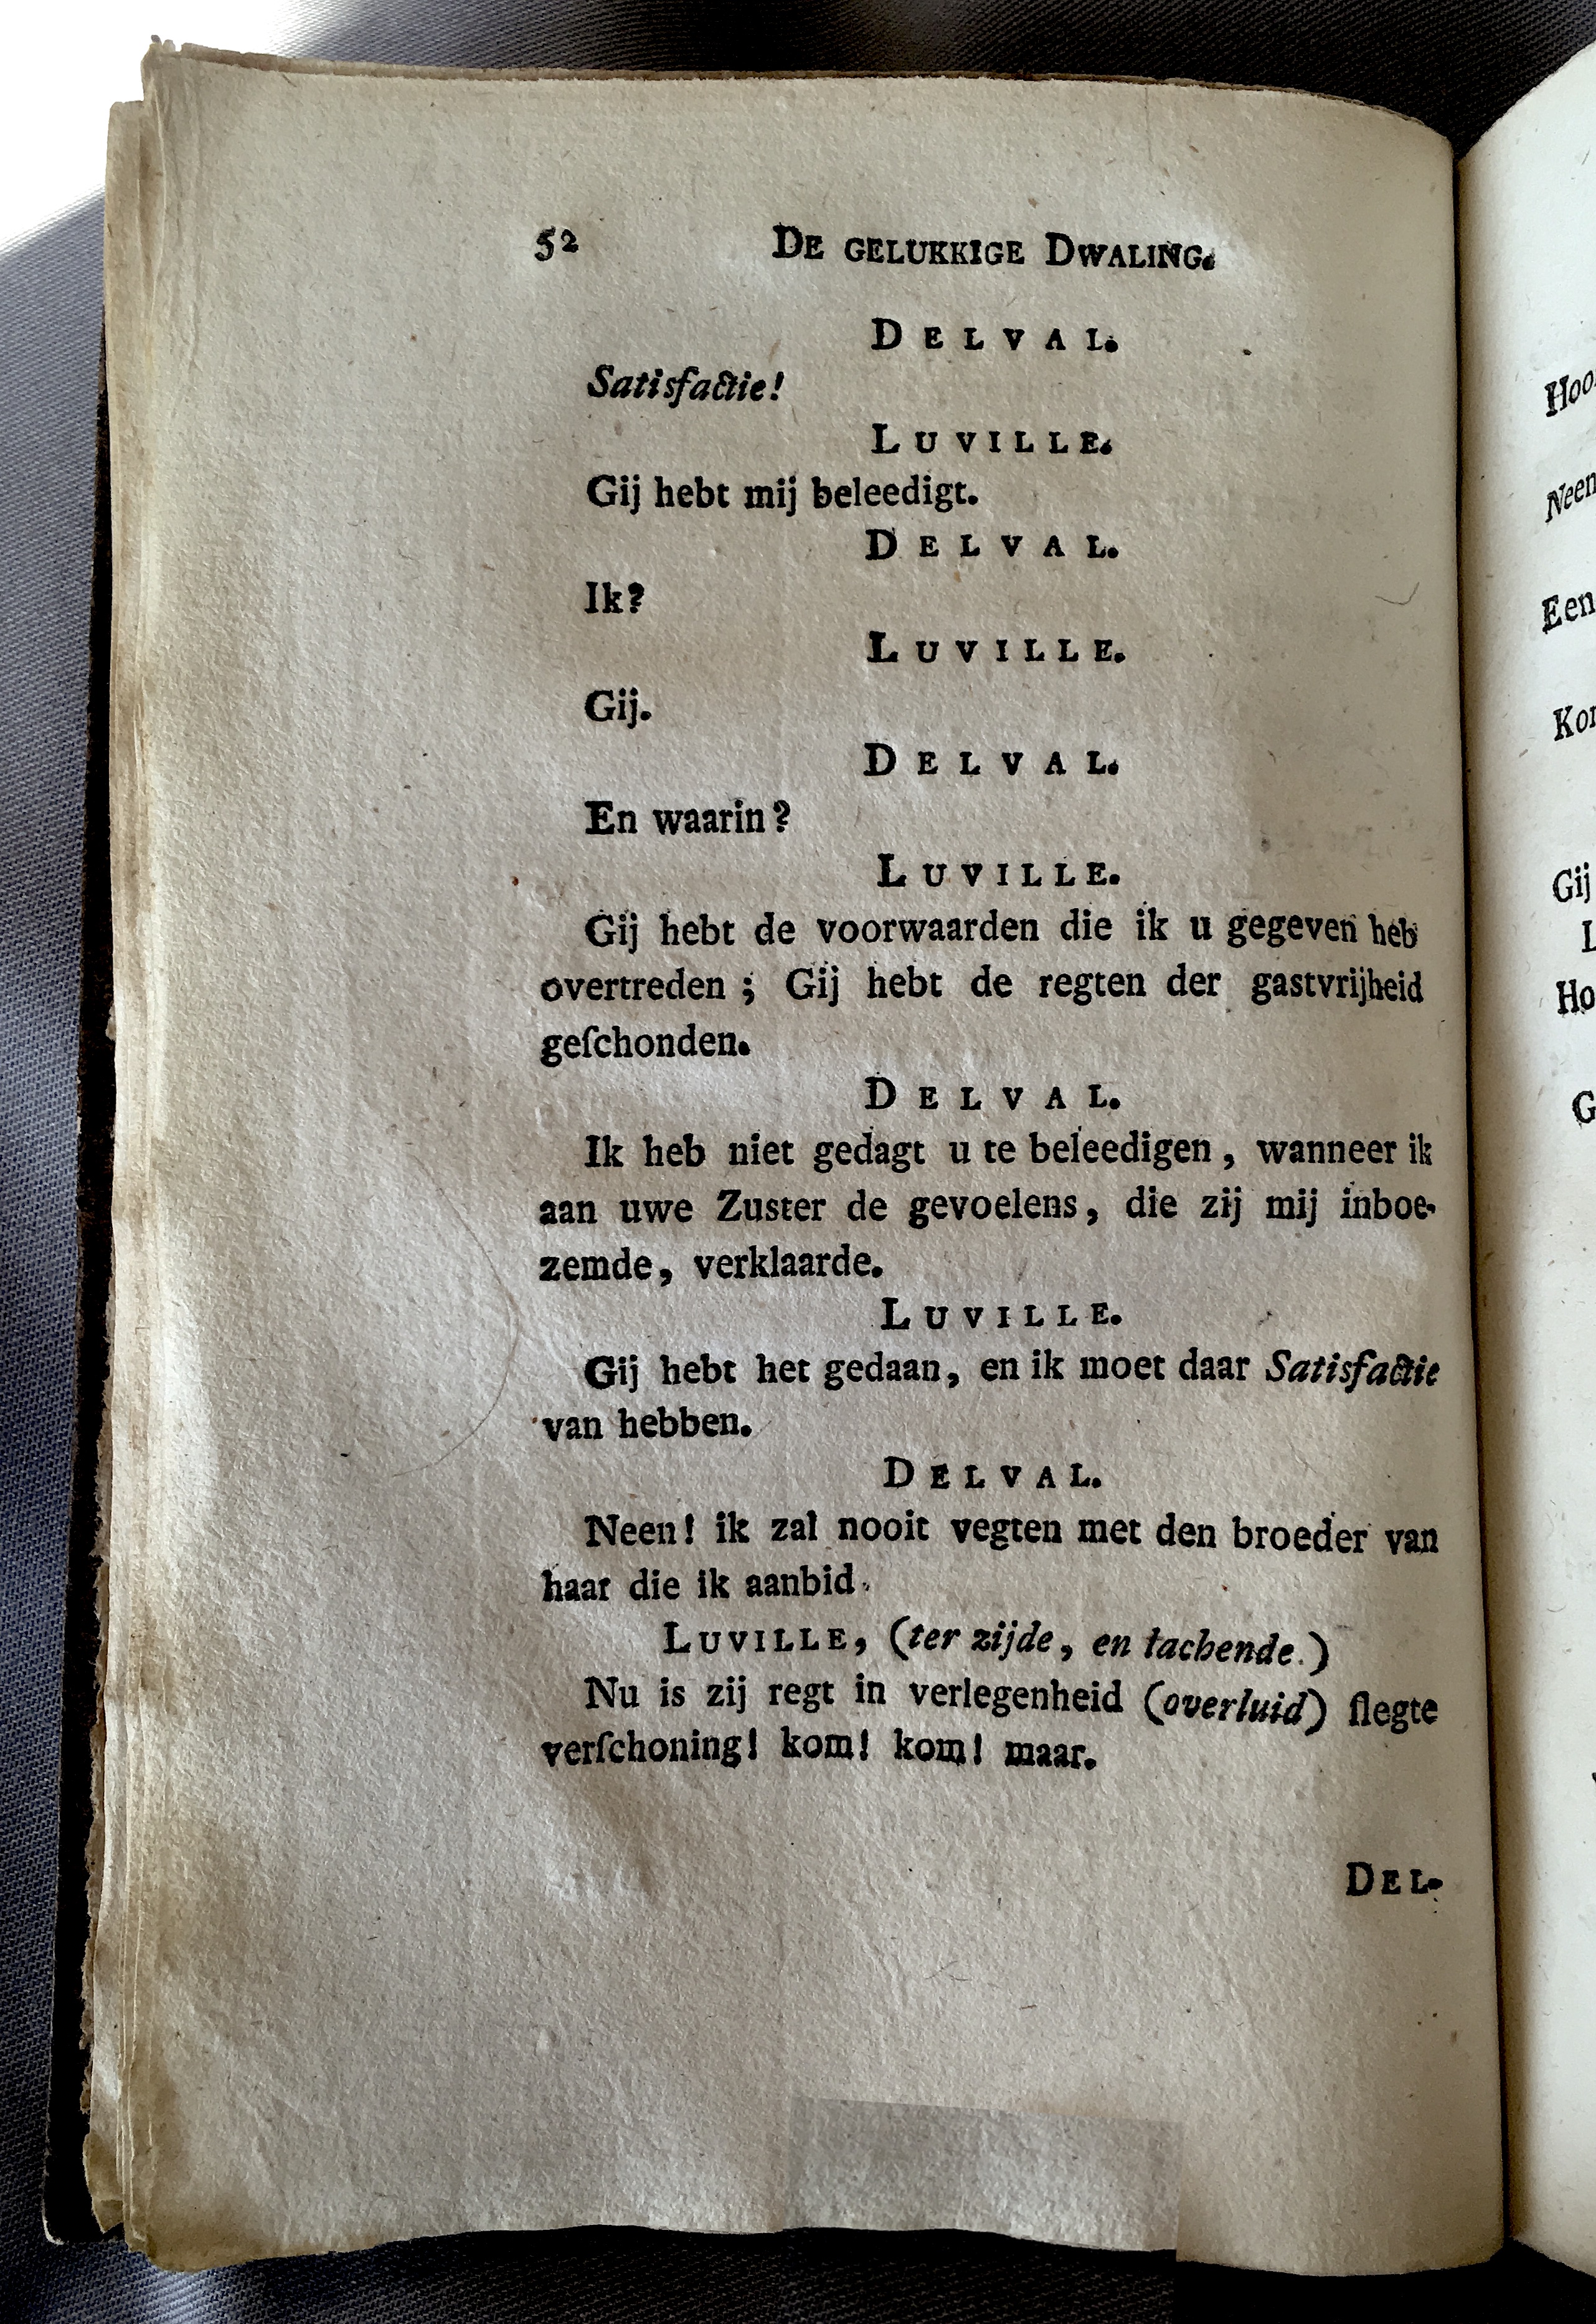 52 DE GELUKKIGE DWALING.
DELVAL.
Satisfactie!
LUVILLE.
Gij hebt mij beleedigt.
DELVAL.
Ik?
LUVILLE.
Gij.
DELVAL.
En waarin?
LUVILLE.
Gij hebt de voorwaarden die ik u gegeven heb
overtreden; Gij hebt de regten der gastvrijheid
geſchonden.
DELVAL.
Ik heb niet gedagt u te beleedigen, wanneer ik
aan uwe Zuster de gevoelens, die zij mij inboe-
zemde, verklaarde.
LUVILLE.
Gij hebt het gedaan, en ik moet daar Satisfactie
van hebben.
DELVAL.
Neen! ik zal nooit vegten met den broeder van
haar die ik aanbid.
LUVILLE, (ter zijde, en lachende.)
Nu is zij regt in verlegenheid (overluid) ſlegte
verſchoning! kom! kom! maar.
DEL-
Neen
Een
Gij
Ho
G